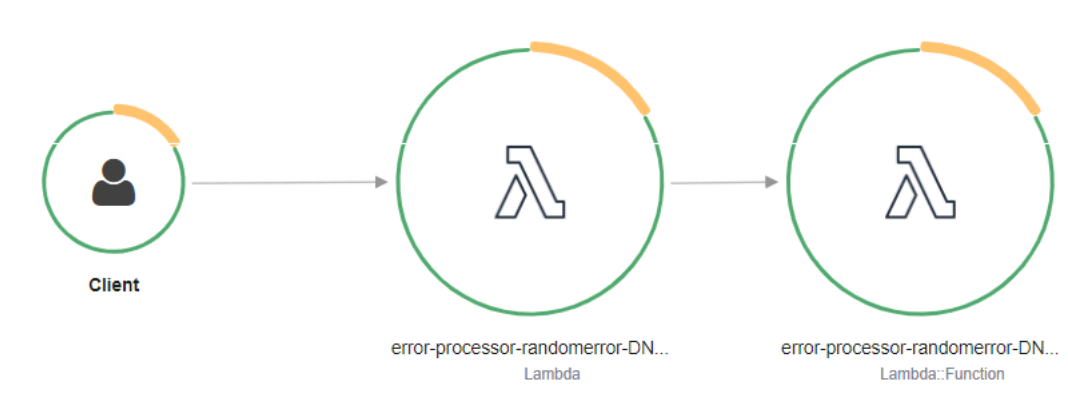 Client
error-processor-randomerror-DN...
Lambda
error-processor-randomerror-DN...
Lambda::Function